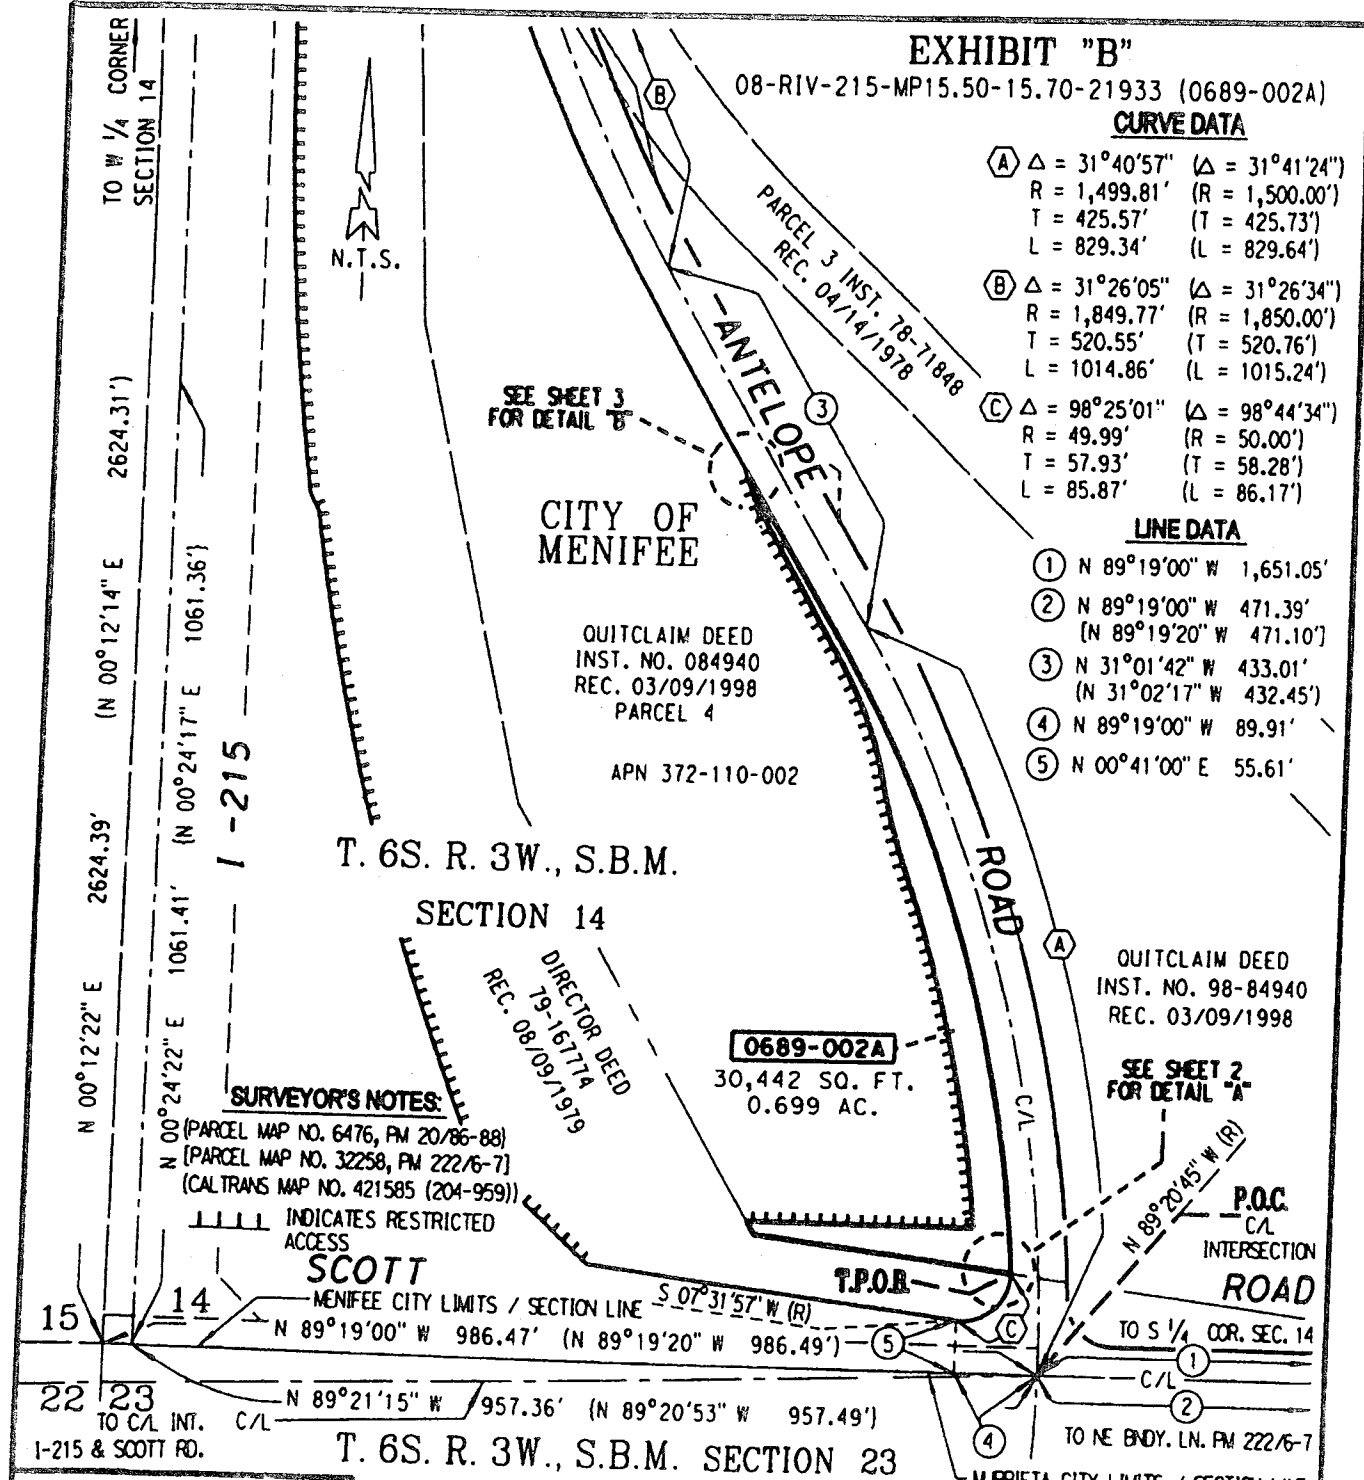 EXHIBIT "B"
08-RIV-215-MP15.50-15.70-21933 (0689-002A)
CURVE DATA
A Δ = 31°40'57" (Δ = 31°41'24")
R = 1,499.81' (R = 1,500.00')
T = 425.57' (T = 425.73')
L = 829.34' (L = 829.64')
B Δ = 31°26'05" (Δ = 31°26'34")
R = 1,849.77' (R = 1,850.00')
T = 520.55' (T = 520.76')
L = 1014.86' (L = 1015.24')
C Δ = 98°25'01" (Δ = 98°44'34")
R = 49.99' (R = 50.00')
T = 57.93' (T = 58.28')
L = 85.87' (L = 86.17')
LINE DATA
1 N 89°19'00" W 1,651.05'
2 N 89°19'00" W 471.39'
[N 89°19'20" W 471.10']
3 N 31°01'42" W 433.01'
(N 31°02'17" W 432.45')
4 N 89°19'00" W 89.91'
5 N 00°41'00" E 55.61'
TO W 1/4 CORNER
SECTION 14
N.T.S.
B
PARCEL 3 INST. 78-71848
REC. 04/14/1978
ANTELOPE
3
SEE SHEET 3
FOR DETAIL "B"
CITY OF
MENIFEE
QUITCLAIM DEED
INST. NO. 084940
REC. 03/09/1998
PARCEL 4
APN 372-110-002
N 00°12'22" E 2624.39' (N 00°12'14" E 2624.31')
N 00°24'22" E 1061.41' (N 00°24'17" E 1061.36')
I-215
T. 6S. R. 3W., S.B.M.
SECTION 14
ROAD
A
DIRECTOR DEED
79-167774
REC. 08/09/1979
QUITCLAIM DEED
INST. NO. 98-84940
REC. 03/09/1998
0689-002A
30,442 SQ. FT.
0.699 AC.
C/L
SEE SHEET 2
FOR DETAIL "A"
SURVEYOR'S NOTES:
(PARCEL MAP NO. 6476, PM 20/86-88)
[PARCEL MAP NO. 32258, PM 222/6-7]
(CALTRANS MAP NO. 421585 (204-959))
INDICATES RESTRICTED
ACCESS
N 89°20'45" W (R)
P.O.C.
C/L
INTERSECTION
SCOTT
T.P.O.B.
ROAD
MENIFEE CITY LIMITS / SECTION LINE
S 07°31'57" W (R)
15
14
N 89°19'00" W 986.47' (N 89°19'20" W 986.49')
5
C
TO S 1/4 COR. SEC. 14
1
C/L
22
23
N 89°21'15" W 957.36' (N 89°20'53" W 957.49')
2
TO C/L INT. C/L
I-215 & SCOTT RD.
T. 6S. R. 3W., S.B.M. SECTION 23
4
TO NE BNDY. LN. PM 222/6-7